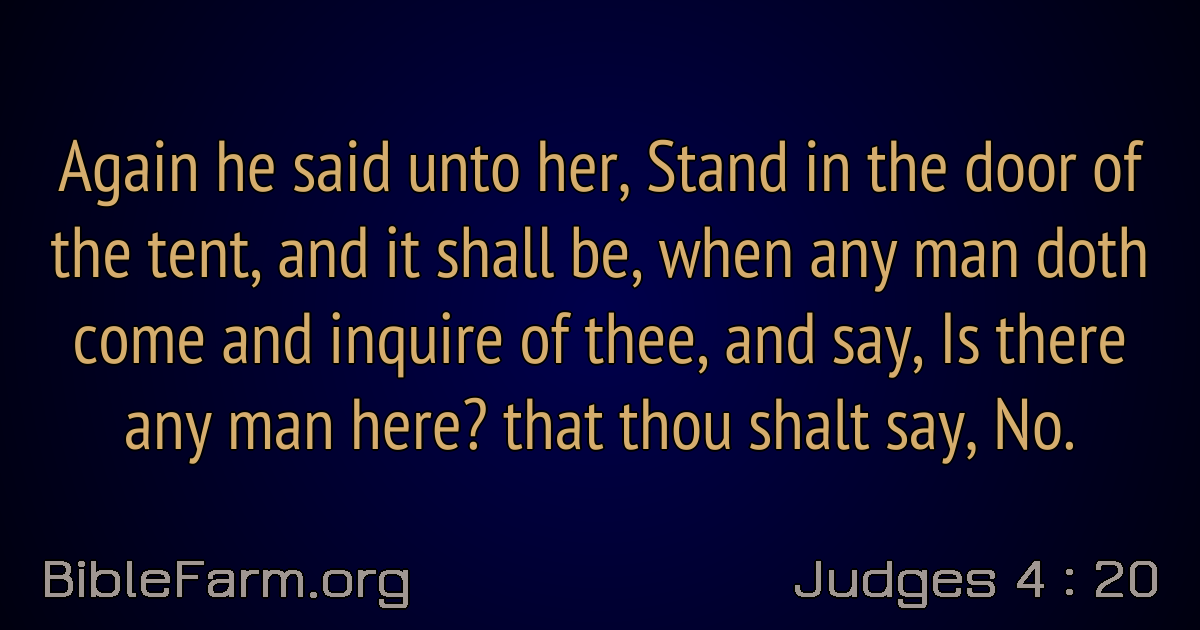 Again he said unto her, Stand in the door of
the tent, and it shall be, when any man doth
come and inquire of thee, and say, Is there
any man here? that thou shalt say, No.
BibleFarm.org
Judges 4 : 20